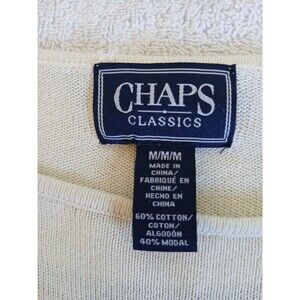 CHAPS
CLASSICS
M/M/M
MADE IN
CHINA/
FABRIQUÉ EN
CHINE/
HECHO EN
CHINA
60% COTTON/
COTON/
ALGODÓN
40% MODAL